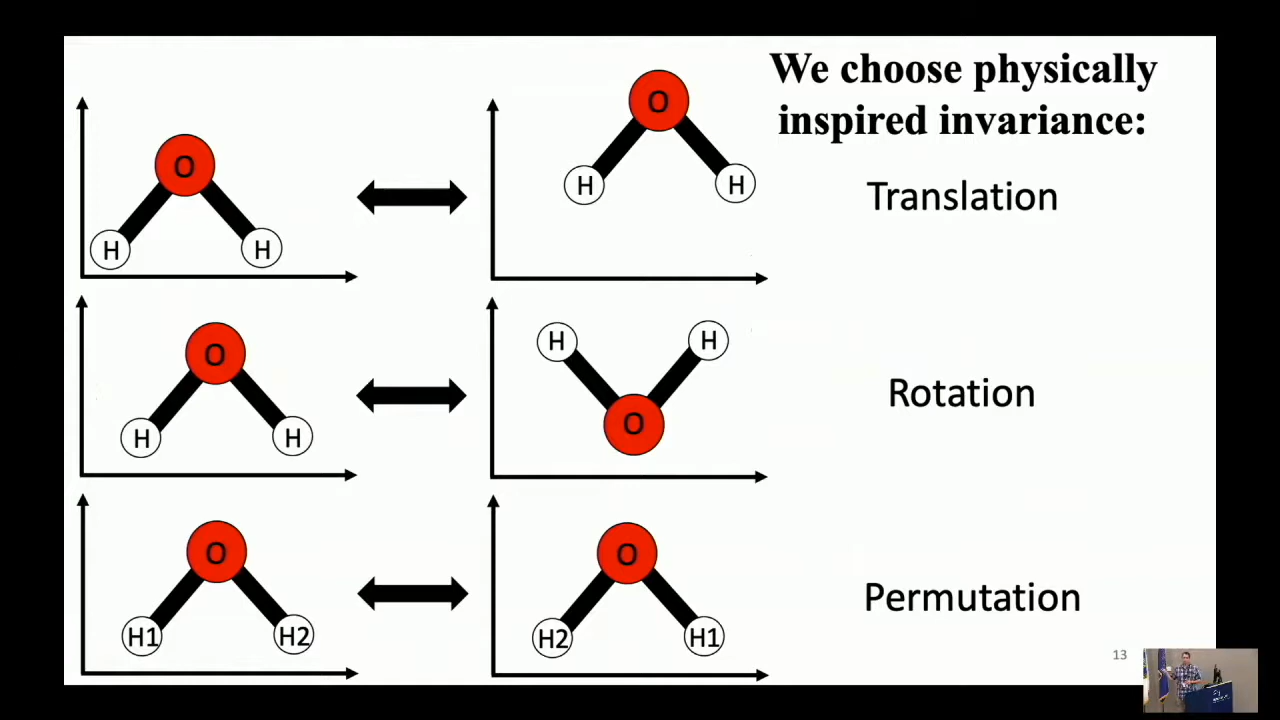 We choose physically
inspired invariance:
O
H
H
O
H
H
Translation
O
H
H
H
H
O
Rotation
O
H1
H2
O
H2
H1
Permutation
13